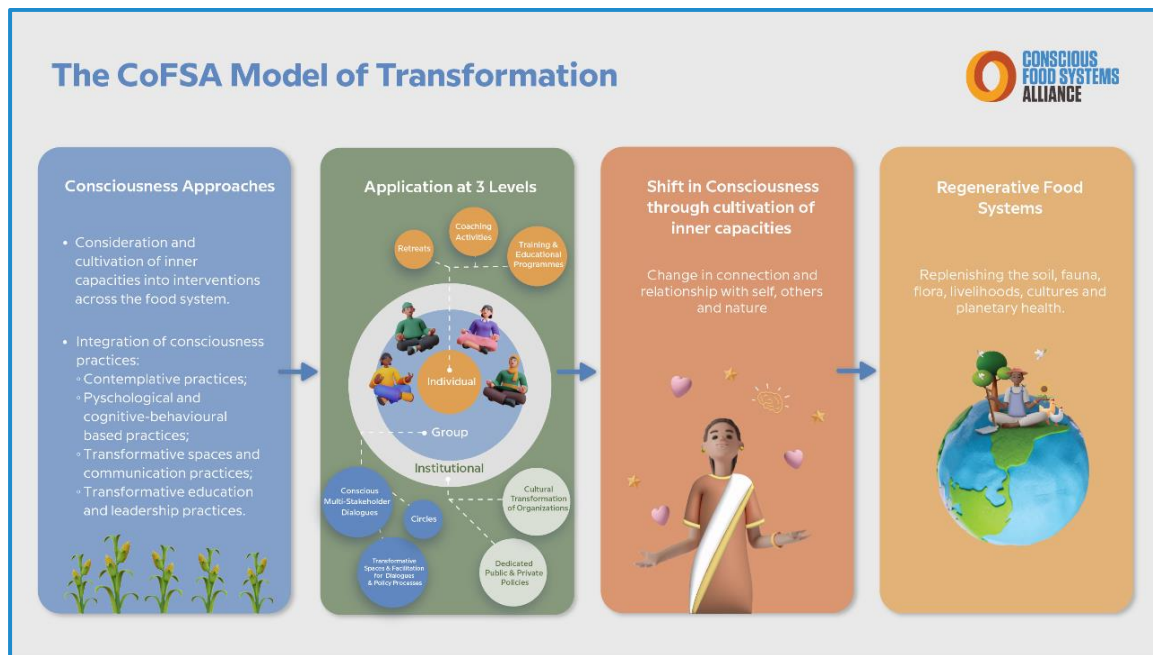 The CoFSA Model of Transformation
CONSCIOUS
FOOD SYSTEMS
ALLIANCE
Consciousness Approaches
• Consideration and
cultivation of inner
capacities into interventions
across the food system.
• Integration of consciousness
practices:
◦ Contemplative practices;
◦ Pyschological and
cognitive-behavioural
based practices;
◦ Transformative spaces and
communication practices;
◦ Transformative education
and leadership practices.
Application at 3 Levels
Retreats
Coaching
Activities
Training &
Educational
Programmes
Individual
Group
Institutional
Conscious
Multi-Stakeholder
Dialogues
Circles
Transformative
Spaces & Facilitation
for Dialogues
& Policy Processes
Cultural
Transformation
of Organizations
Dedicated
Public & Private
Policies
Shift in Consciousness
through cultivation of
inner capacities
Change in connection and
relationship with self, others
and nature
Regenerative Food
Systems
Replenishing the soil, fauna,
flora, livelihoods, cultures and
planetary health.